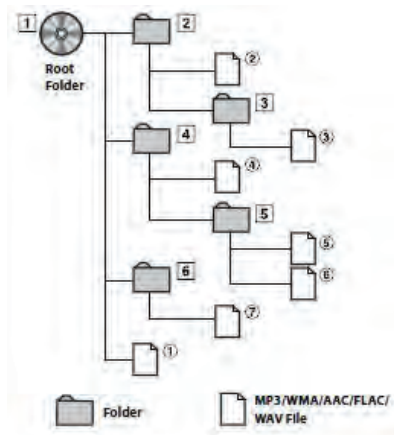 1
2
Root
Folder
②
3
③
4
④
5
⑤
⑥
6
⑦
①
Folder
MP3/WMA/AAC/FLAC/
WAV File